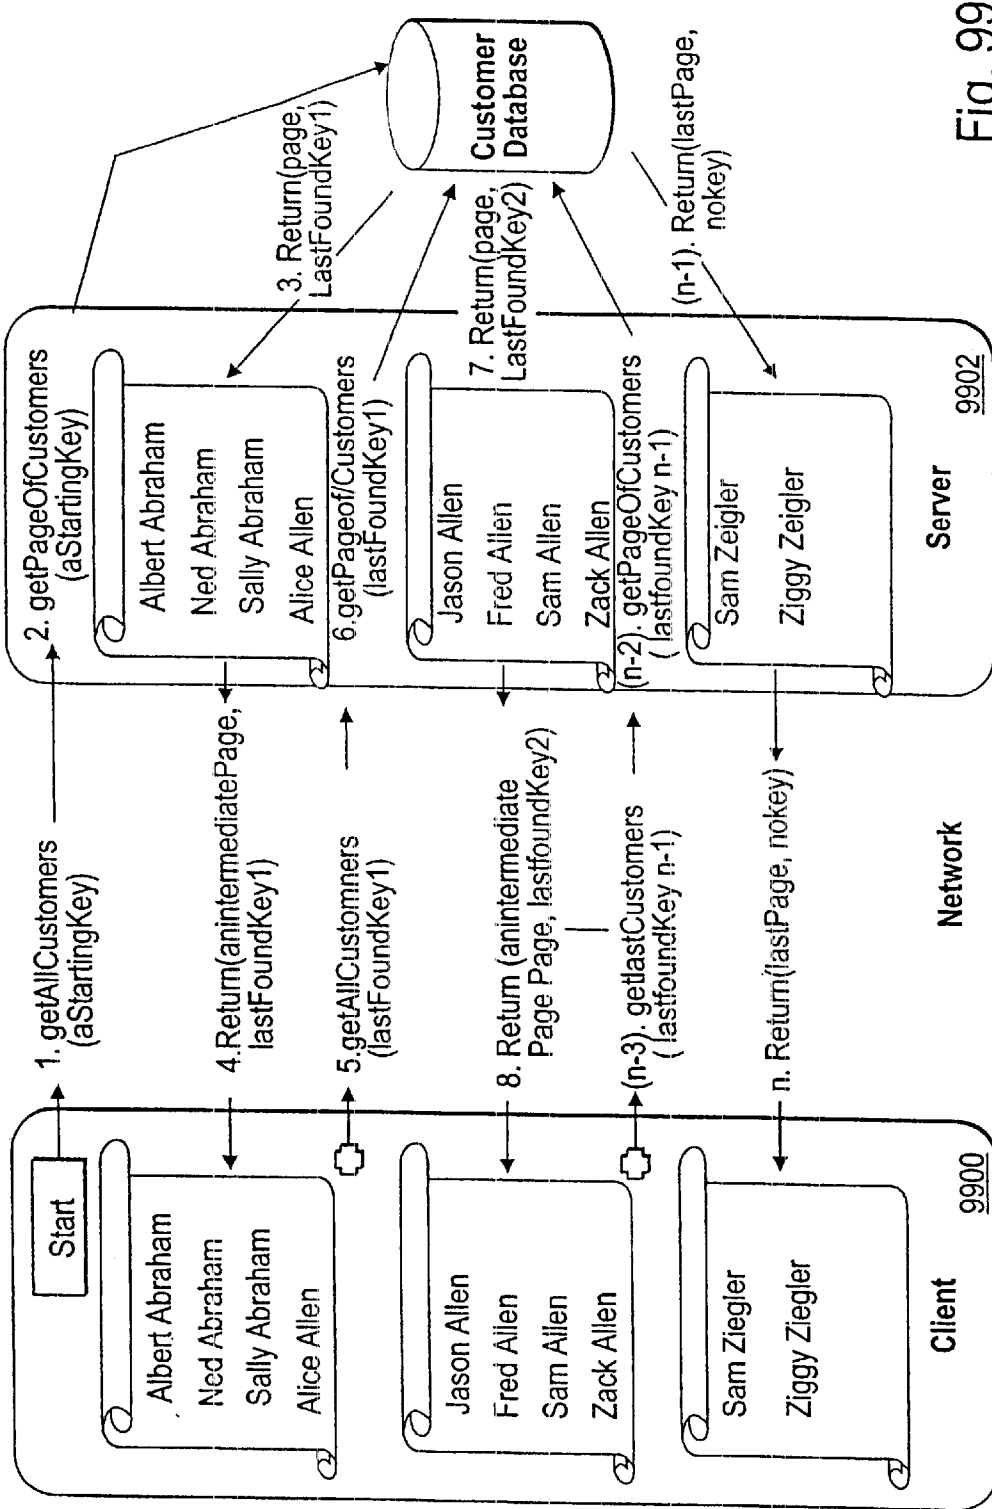 Start
1. getAllCustomers
(aStartingKey)
2. getPageOfCustomers
(aStartingKey)
Albert Abraham
Ned Abraham
Sally Abraham
Alice Allen
4.Return(anintermediatePage,
lastFoundKey1)
Albert Abraham
Ned Abraham
Sally Abraham
Alice Allen
3. Return(page,
LastFoundKey1)
5.getAllCustomners
(lastFoundKey1)
6.getPageof/Customers
(lastFoundKey1)
Customer
Database
Jason Allen
Fred Allen
Sam Allen
Zack Allen
8. Return (anintermediate
Page Page, lastfoundKey2)
Jason Allen
Fred Allen
Sam Allen
Zack Allen
7. Return(page,
LastFoundKey2)
(n-3). getlastCustomers
( lastfoundKey n-1)
(n-2). getPageOfCustomers
( lastfoundKey n-1)
Sam Ziegler
Ziggy Ziegler
n. Return(lastPage, nokey)
Sam Zeigler
Ziggy Zeigler
(n-1). Return(lastPage,
nokey)
9900
9902
Client
Network
Server
Fig. 99